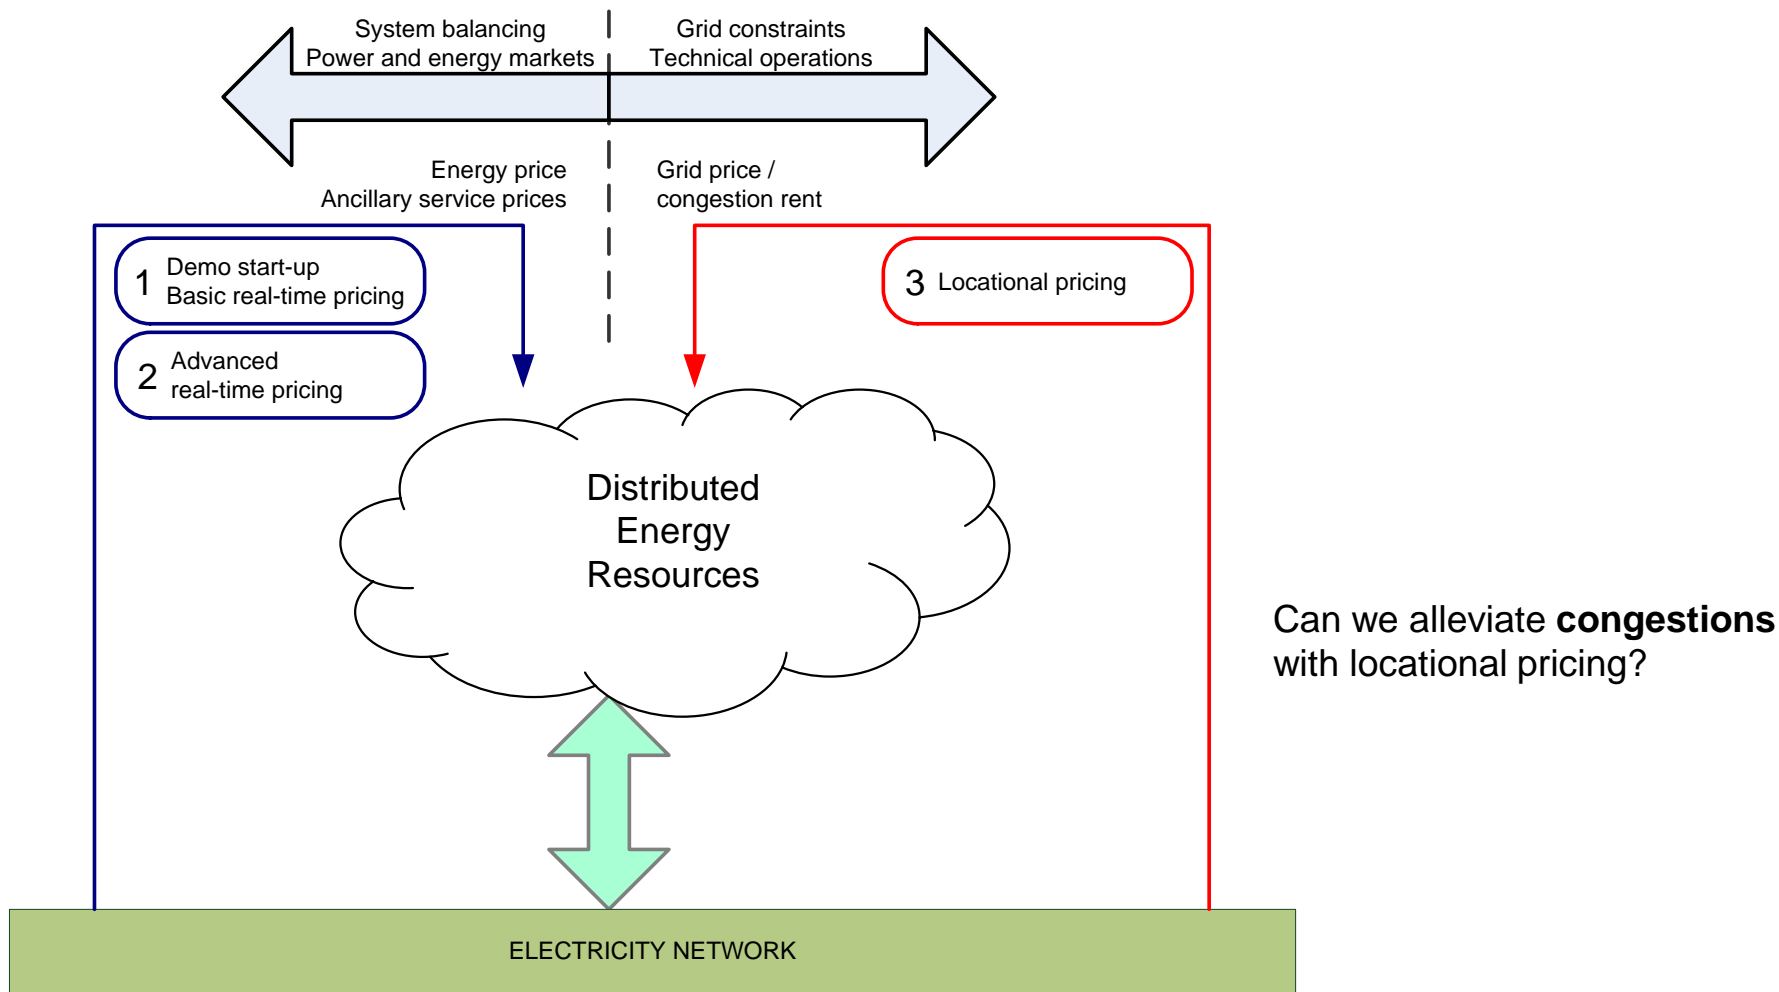 System balancing
Power and energy markets
Grid constraints
Technical operations
Energy price
Ancillary service prices
Grid price /
congestion rent
1
Demo start-up
Basic real-time pricing
2
Advanced
real-time pricing
3 Locational pricing
Distributed
Energy
Resources
Can we alleviate congestions
with locational pricing?
ELECTRICITY NETWORK